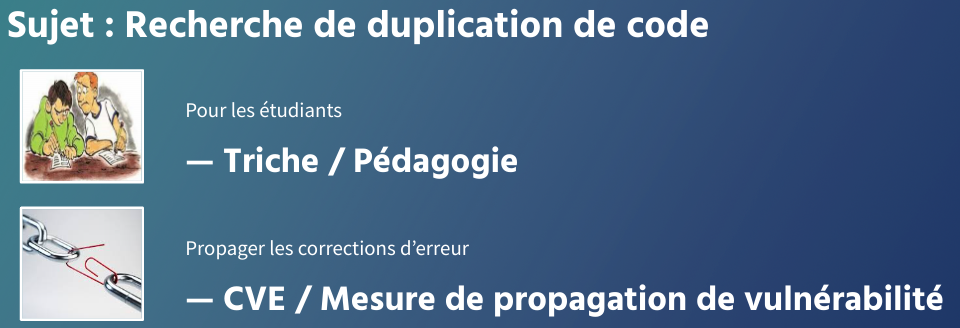 Sujet : Recherche de duplication de code
Pour les étudiants
— Triche / Pédagogie
Propager les corrections d’erreur
— CVE / Mesure de propagation de vulnérabilité